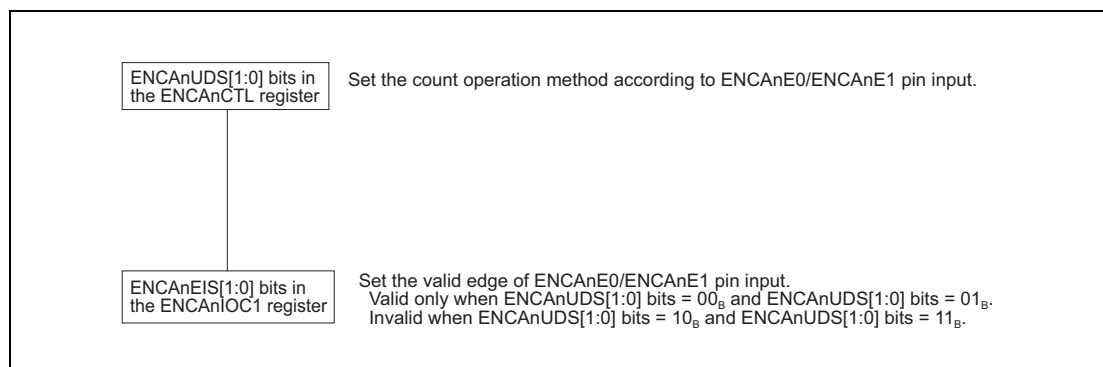 ENCAnUDS[1:0] bits in
the ENCAnCTL register
Set the count operation method according to ENCAnE0/ENCAnE1 pin input.
ENCAnEIS[1:0] bits in
the ENCAnIOC1 register
Set the valid edge of ENCAnE0/ENCAnE1 pin input.
Valid only when ENCAnUDS[1:0] bits = 00B and ENCAnUDS[1:0] bits = 01B.
Invalid when ENCAnUDS[1:0] bits = 10B and ENCAnUDS[1:0] bits = 11B.